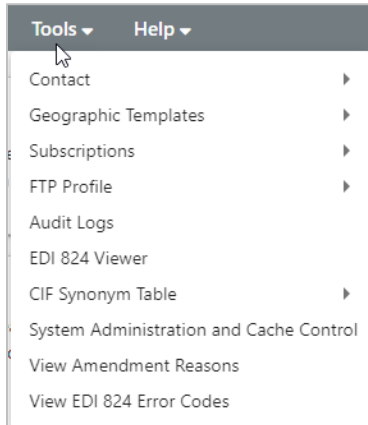 Tools Help
Contact
Geographic Templates
Subscriptions
FTP Profile
Audit Logs
EDI 824 Viewer
CIF Synonym Table
System Administration and Cache Control
View Amendment Reasons
View EDI 824 Error Codes